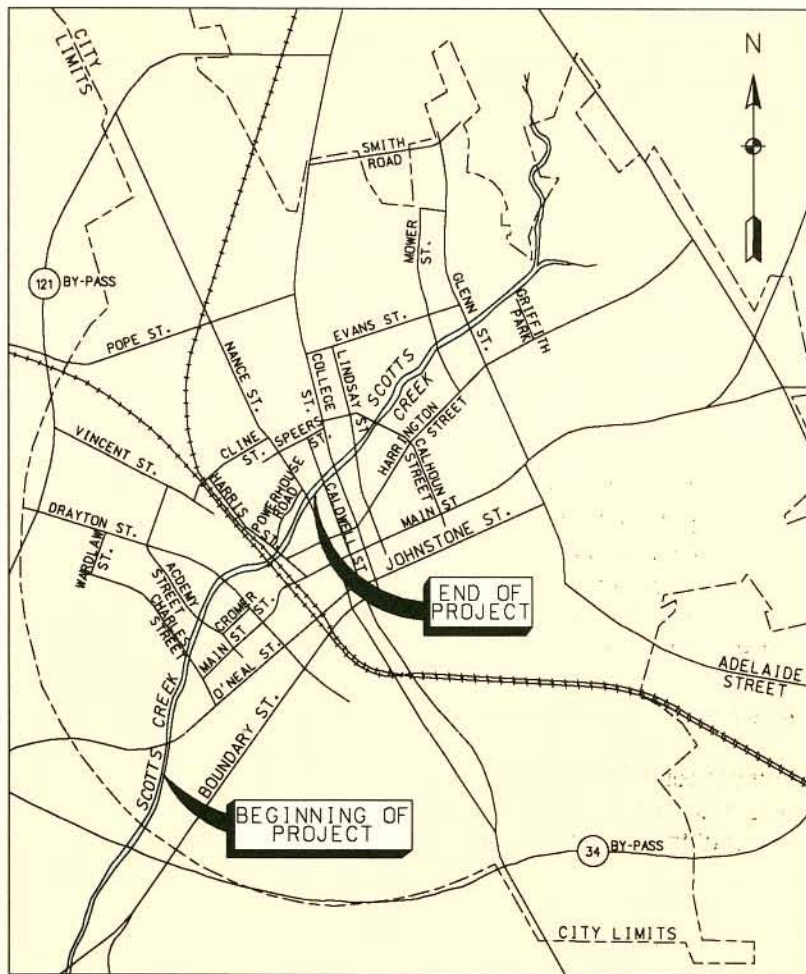 CITY
LIMITS
N
SMITH
ROAD
MOWER
ST.
121 BY-PASS
GLENN ST.
GRIFFITH
PARK
POPE ST.
EVANS ST.
NANCE ST.
COLLEGE
ST.
LINDSAY ST.
SCOTTS
CREEK
VINCENT ST.
CLINE
ST.
SPEERS
ST.
HARRINGTON
STREET
CALHOUN
STREET
HARRIS
ST.
POWERHOUSE
ROAD
CALDWELL ST.
MAIN ST
JOHNSTONE ST.
DRAYTON ST.
WARDLAW
ST.
ACDEMY
STREET
CHARLES
STREET
CROMER
ST.
MAIN ST
O'NEAL ST.
END OF
PROJECT
ADELAIDE
STREET
SCOTTS CREEK
BOUNDARY ST.
BEGINNING OF
PROJECT
34 BY-PASS
CITY LIMITS